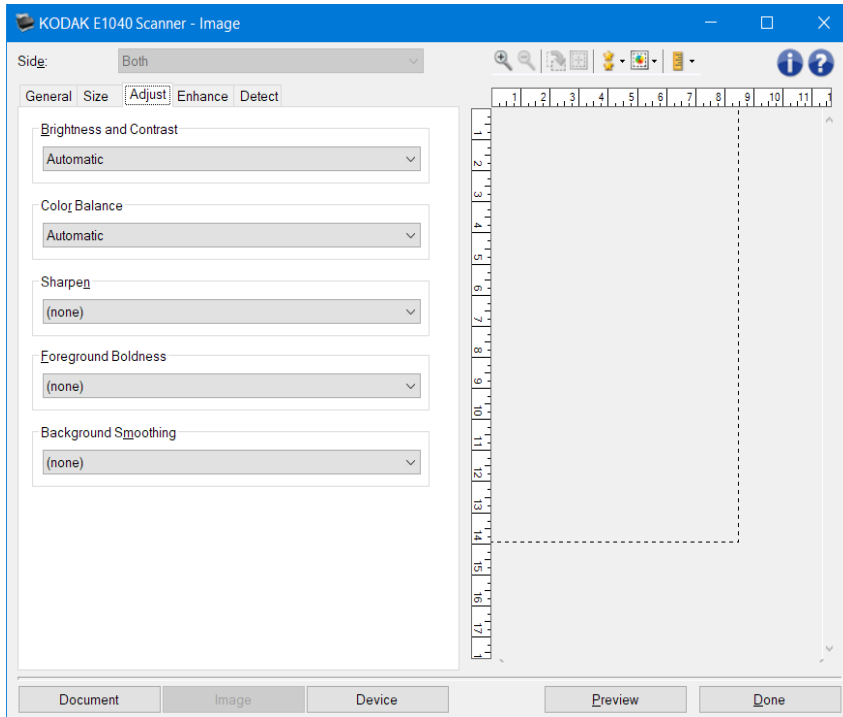 KODAK E1040 Scanner - Image
Side: Both
General Size Adjust Enhance Detect
Brightness and Contrast
Automatic
Color Balance
Automatic
Sharpen
(none)
Foreground Boldness
(none)
Background Smoothing
(none)
1 2 3 4 5 6 7 8 9 10 11 1
1
2
3
4
5
6
7
8
9
10
11
12
13
14
15
16
17
1
Document Image Device Preview Done